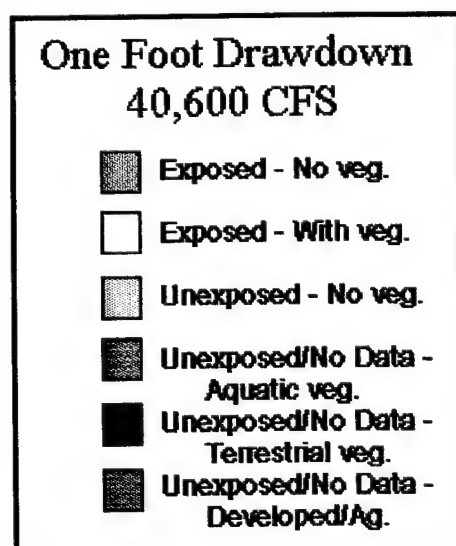 One Foot Drawdown
40,600 CFS
Exposed - No veg.
Exposed - With veg.
Unexposed - No veg.
Unexposed/No Data -
Aquatic veg.
Unexposed/No Data -
Terrestrial veg.
Unexposed/No Data -
Developed/Ag.